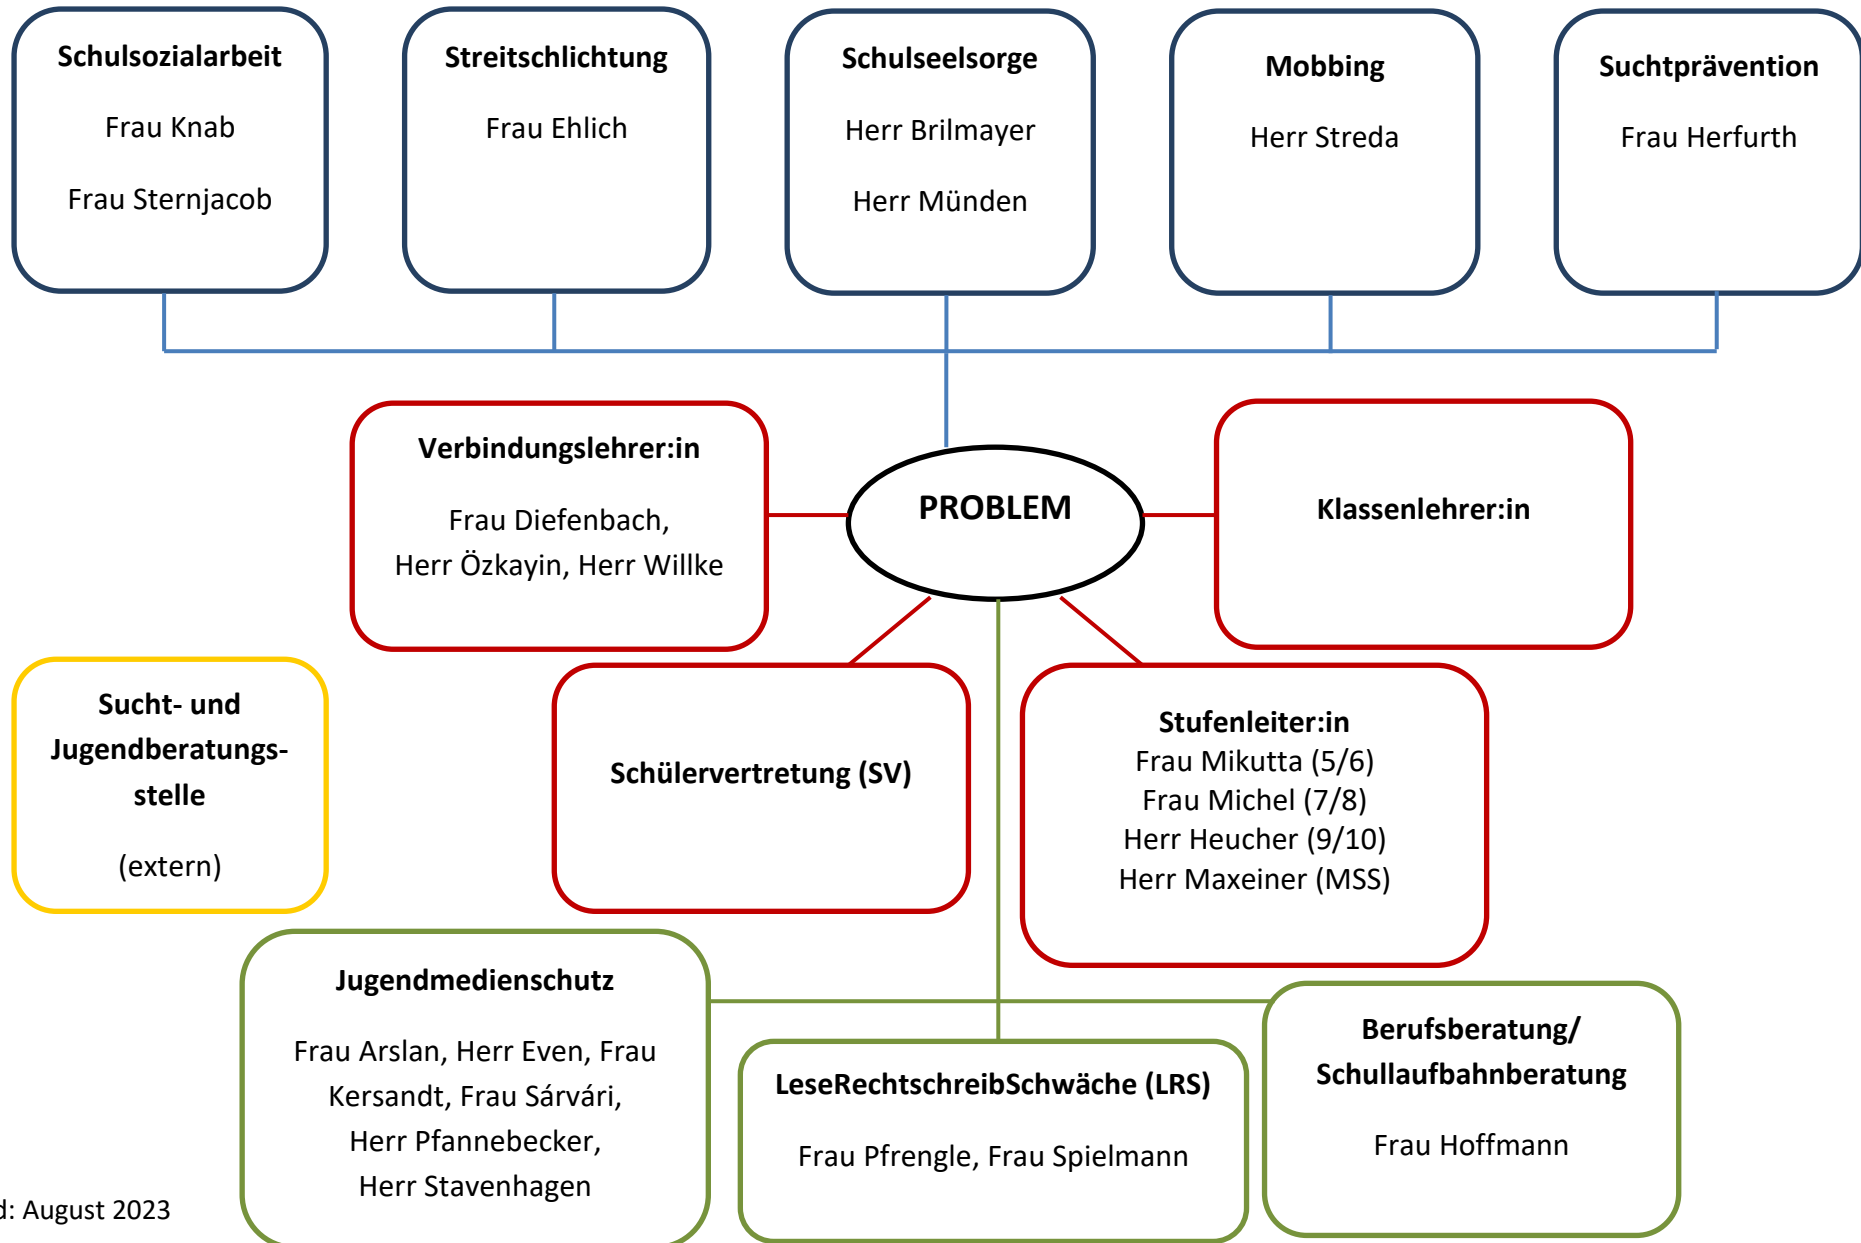 Schulsozialarbeit
Frau Knab
Frau Sternjacob
Streitschlichtung
Frau Ehlich
Schulseelsorge
Herr Brilmayer
Herr Münden
Mobbing
Herr Streda
Suchtprävention
Frau Herfurth
Verbindungslehrer:in
Frau Diefenbach,
Herr Özkayin, Herr Willke
PROBLEM
Klassenlehrer:in
Sucht- und
Jugendberatungs-
stelle
(extern)
Schülervertretung (SV)
Stufenleiter:in
Frau Mikutta (5/6)
Frau Michel (7/8)
Herr Heucher (9/10)
Herr Maxeiner (MSS)
Jugendmedienschutz
Frau Arslan, Herr Even, Frau
Kersandt, Frau Sárvári,
Herr Pfannebecker,
Herr Stavenhagen
LeseRechtschreibSchwäche (LRS)
Frau Pfrengle, Frau Spielmann
Berufsberatung/
Schullaufbahnberatung
Frau Hoffmann
d: August 2023